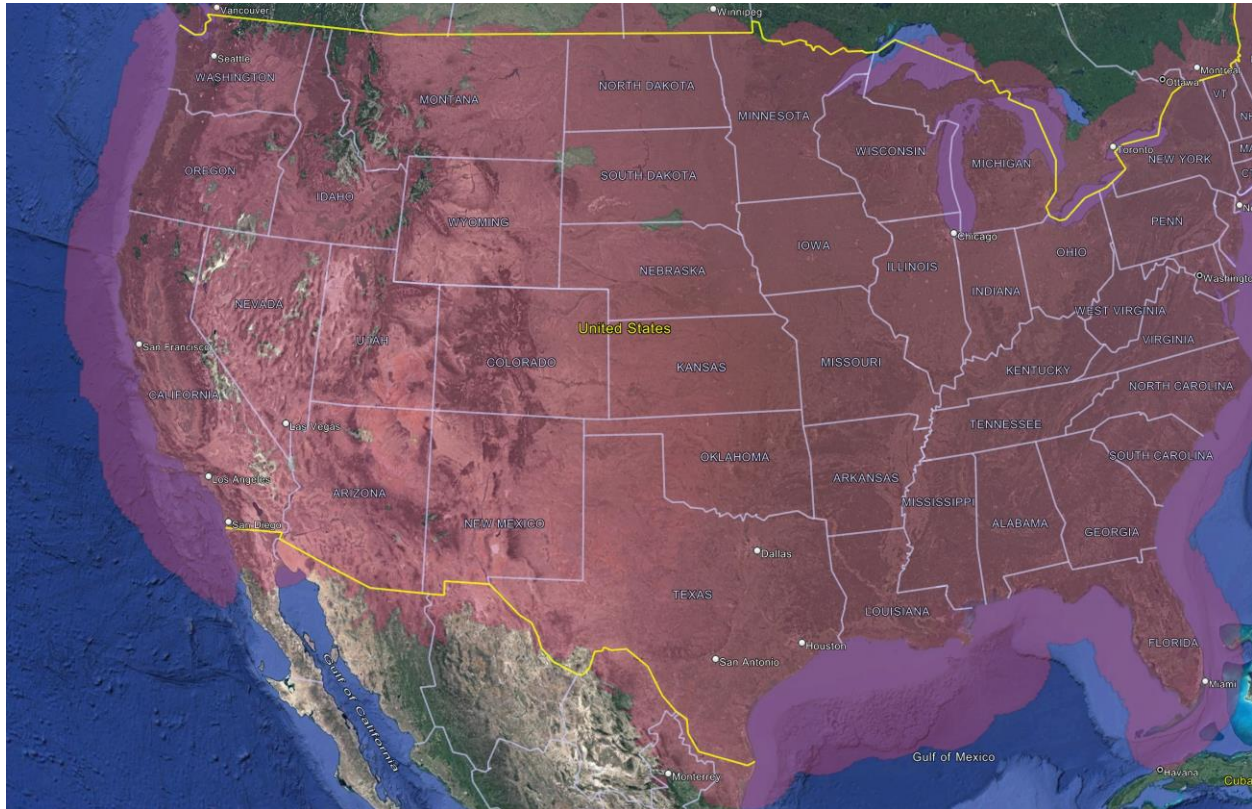 Vancouver
Winnipeg
Seattle
WASHINGTON
MONTANA
NORTH DAKOTA
MINNESOTA
Ottawa
Montreal
VT
NH
OREGON
IDAHO
SOUTH DAKOTA
WISCONSIN
MICHIGAN
Toronto
NEW YORK
MA
CT
WYOMING
IOWA
Chicago
PENN
NEBRASKA
ILLINOIS
INDIANA
OHIO
Washington
NEVADA
UTAH
COLORADO
United States
KANSAS
MISSOURI
WEST VIRGINIA
VIRGINIA
KENTUCKY
San Francisco
CALIFORNIA
Las Vegas
NORTH CAROLINA
TENNESSEE
Los Angeles
ARIZONA
NEW MEXICO
OKLAHOMA
ARKANSAS
SOUTH CAROLINA
MISSISSIPPI
ALABAMA
GEORGIA
San Diego
Dallas
TEXAS
LOUISIANA
Houston
San Antonio
FLORIDA
Miami
Gulf of California
Gulf of Mexico
Monterrey
Havana
Cuba